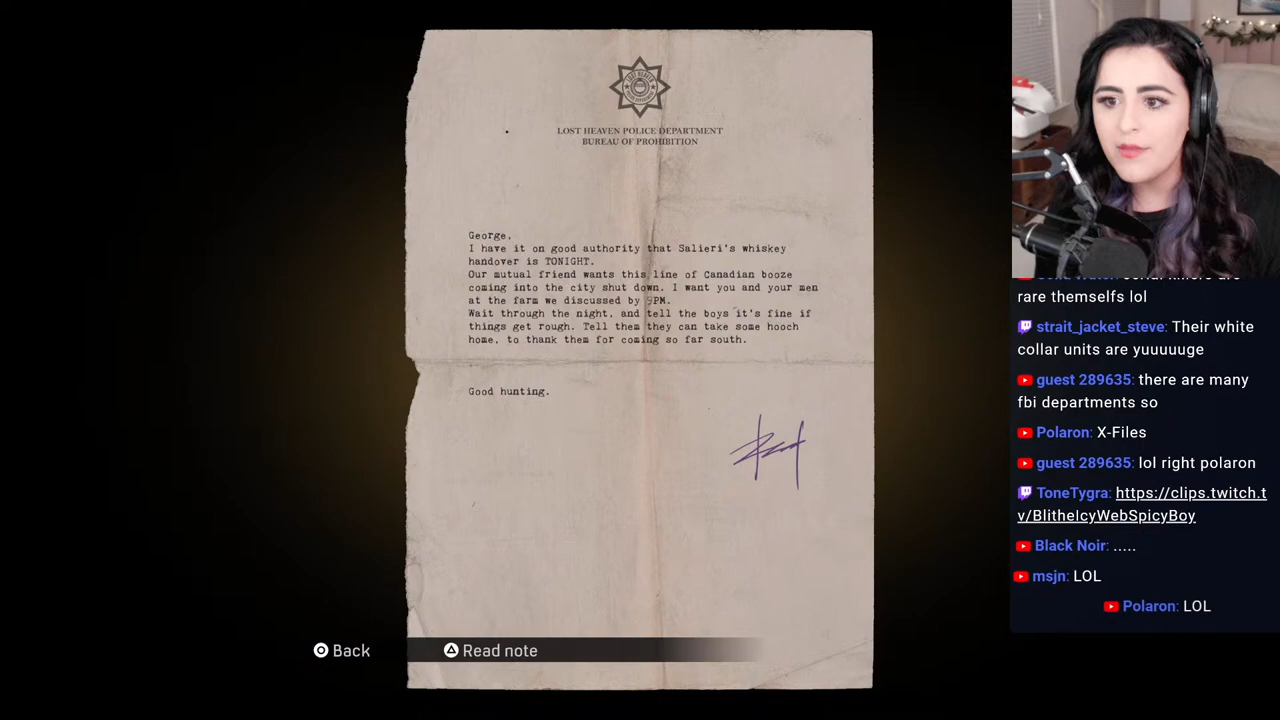 LOST HEAVEN POLICE DEPARTMENT
BUREAU OF PROHIBITION
George,
I have it on good authority that Salieri's whiskey
handover is TONIGHT.
Our mutual friend wants this line of Canadian booze
coming into the city shut down. I want you and your men
at the farm we discussed by 9PM.
Wait through the night, and tell the boys it's fine if
things get rough. Tell them they can take some hooch
home, to thank them for coming so far south.
Good hunting.
Back
Read note
rare themselfs lol
strait_jacket_steve: Their white
collar units are yuuuuuge
guest 289635: there are many
fbi departments so
Polaron: X-Files
guest 289635: lol right polaron
ToneTygra: https://clips.twitch.t
v/BlitheIcyWebSpicyBoy
Black Noir: .....
msjn: LOL
Polaron: LOL